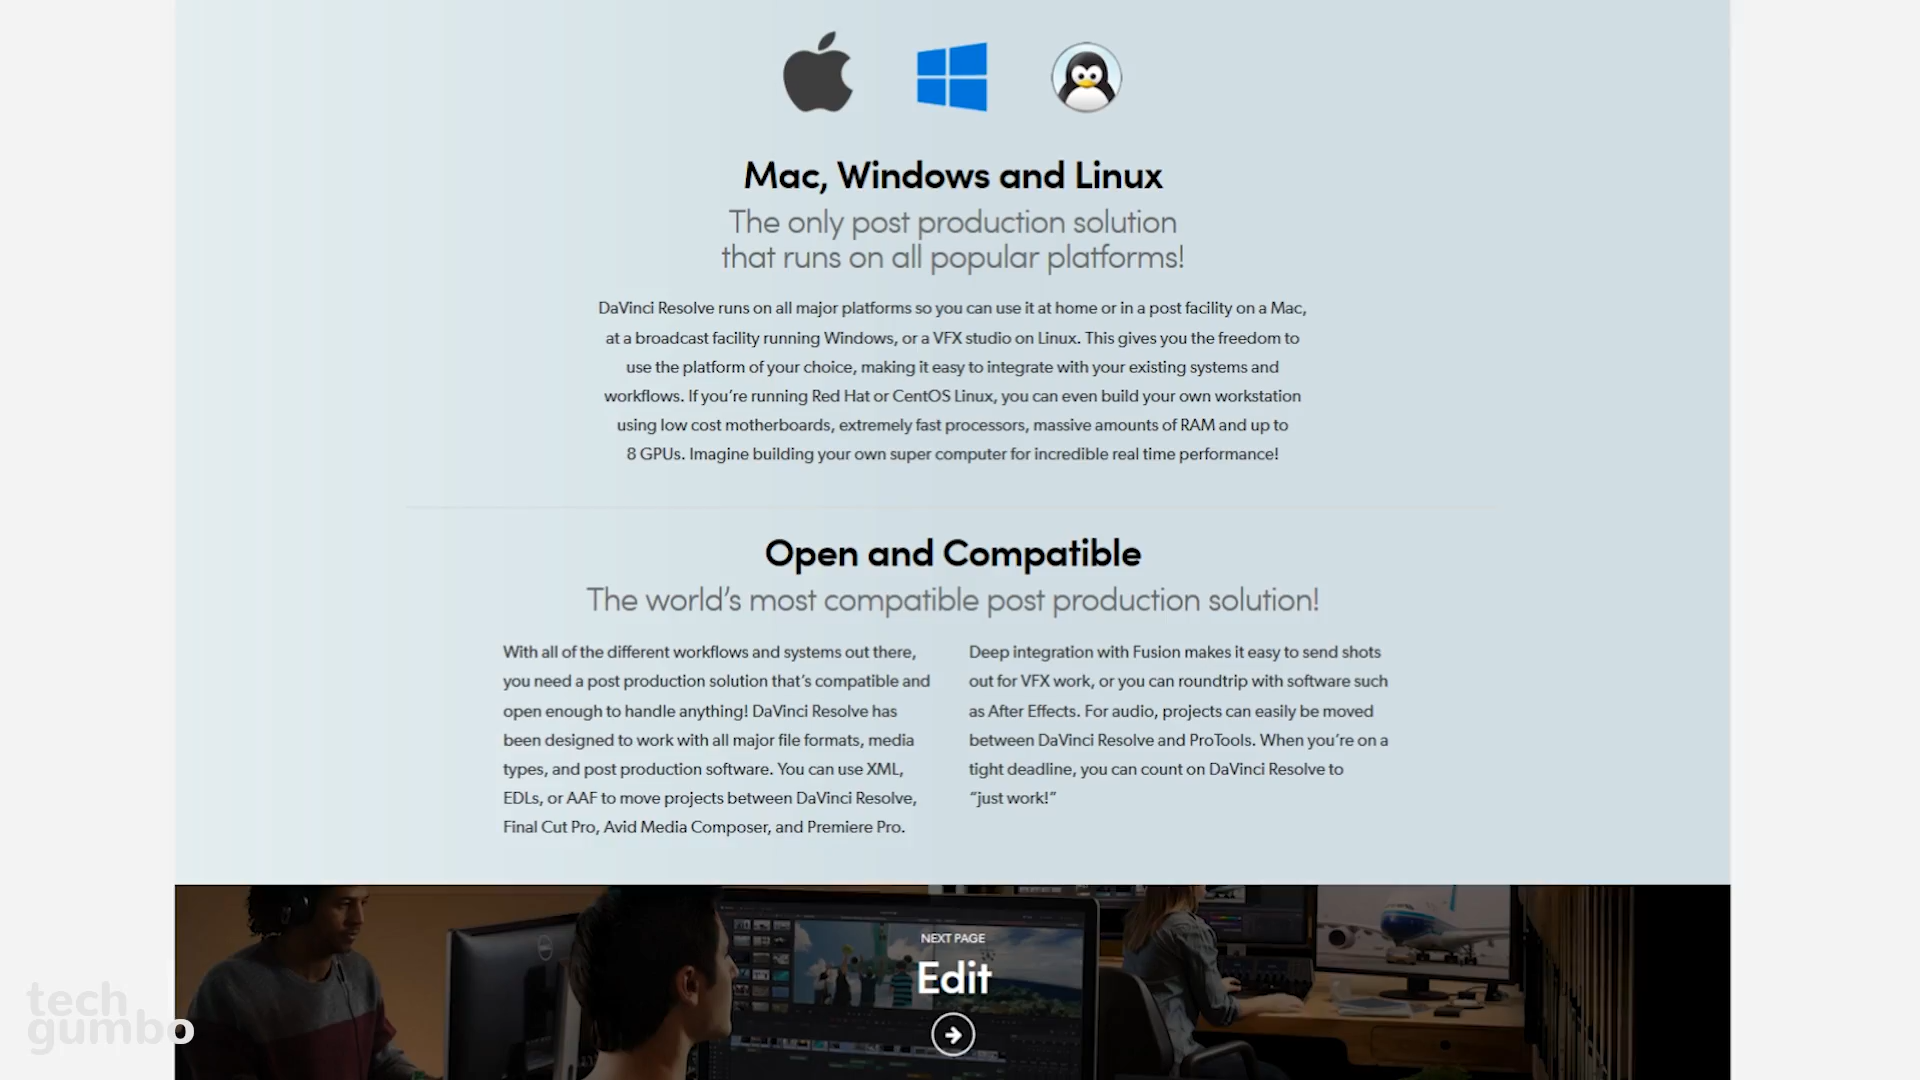 Mac, Windows and Linux
The only post production solution
that runs on all popular platforms!
DaVinci Resolve runs on all major platforms so you can use it at home or in a post facility on a Mac,
at a broadcast facility running Windows, or a VFX studio on Linux. This gives you the freedom to
use the platform of your choice, making it easy to integrate with your existing systems and
workflows. If you’re running Red Hat or CentOS Linux, you can even build your own workstation
using low cost motherboards, extremely fast processors, massive amounts of RAM and up to
8 GPUs. Imagine building your own super computer for incredible real time performance!
Open and Compatible
The world’s most compatible post production solution!
With all of the different workflows and systems out there,
you need a post production solution that’s compatible and
open enough to handle anything! DaVinci Resolve has
been designed to work with all major file formats, media
types, and post production software. You can use XML,
EDLs, or AAF to move projects between DaVinci Resolve,
Final Cut Pro, Avid Media Composer, and Premiere Pro.
Deep integration with Fusion makes it easy to send shots
out for VFX work, or you can roundtrip with software such
as After Effects. For audio, projects can easily be moved
between DaVinci Resolve and ProTools. When you’re on a
tight deadline, you can count on DaVinci Resolve to
“just work!”
NEXT PAGE
Edit
tech
gumbo